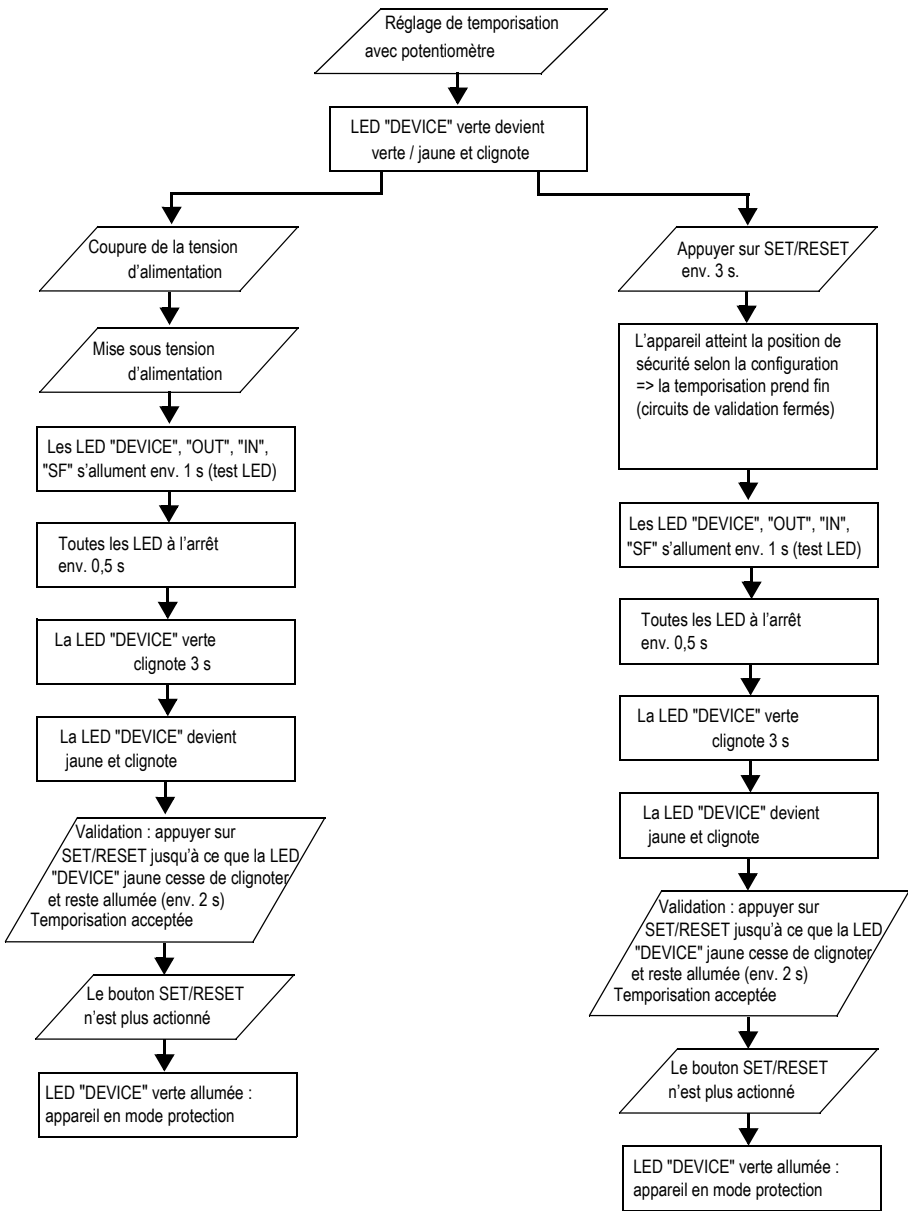 Réglage de temporisation
avec potentiomètre
LED "DEVICE" verte devient
verte / jaune et clignote
Coupure de la tension
d'alimentation
Mise sous tension
d'alimentation
Les LED "DEVICE", "OUT", "IN",
"SF" s'allument env. 1 s (test LED)
Toutes les LED à l'arrêt
env. 0,5 s
La LED "DEVICE" verte
clignote 3 s
La LED "DEVICE" devient
jaune et clignote
Validation : appuyer sur
SET/RESET jusqu'à ce que la LED
"DEVICE" jaune cesse de clignoter
et reste allumée (env. 2 s)
Temporisation acceptée
Le bouton SET/RESET
n'est plus actionné
LED "DEVICE" verte allumée :
appareil en mode protection
Appuyer sur SET/RESET
env. 3 s.
L'appareil atteint la position de
sécurité selon la configuration
=> la temporisation prend fin
(circuits de validation fermés)
Les LED "DEVICE", "OUT", "IN",
"SF" s'allument env. 1 s (test LED)
Toutes les LED à l'arrêt
env. 0,5 s
La LED "DEVICE" verte
clignote 3 s
La LED "DEVICE" devient
jaune et clignote
Validation : appuyer sur
SET/RESET jusqu'à ce que la LED
"DEVICE" jaune cesse de clignoter
et reste allumée (env. 2 s)
Temporisation acceptée
Le bouton SET/RESET
n'est plus actionné
LED "DEVICE" verte allumée :
appareil en mode protection